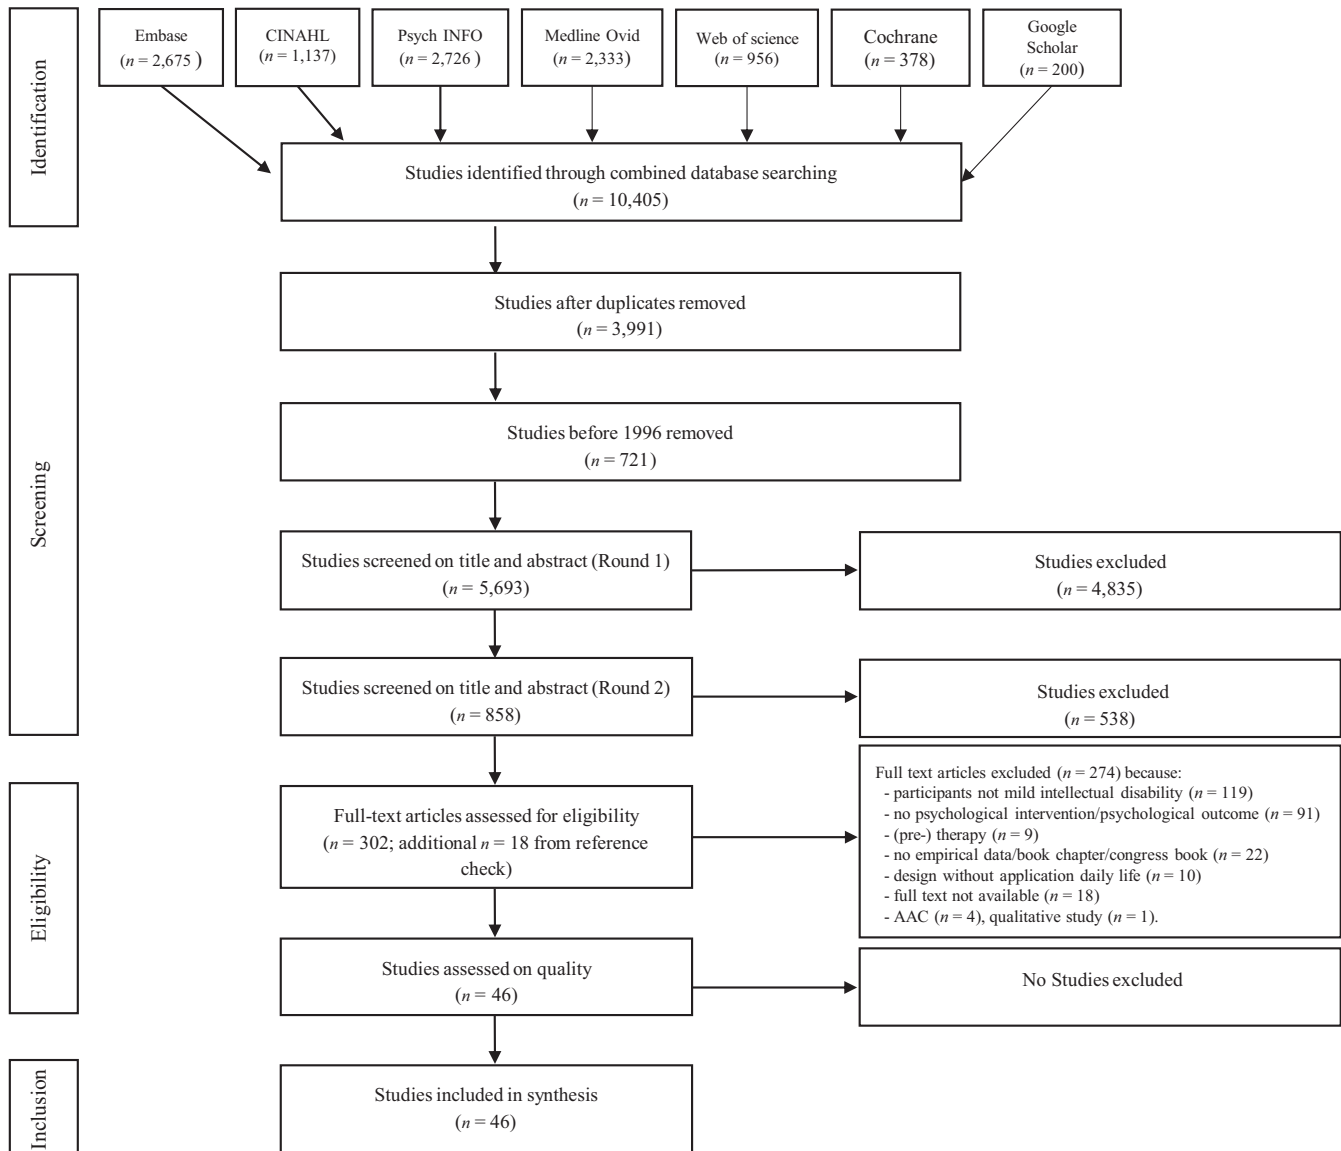 Identification
Embase
(n = 2,675 )
CINAHL
(n = 1,137)
Psych INFO
(n = 2,726 )
Medline Ovid
(n = 2,333)
Web of science
(n = 956)
Cochrane
(n = 378)
Google
Scholar
(n = 200)
Studies identified through combined database searching
(n = 10,405)
Screening
Studies after duplicates removed
(n = 3,991)
Studies before 1996 removed
(n = 721)
Studies screened on title and abstract (Round 1)
(n = 5,693)
Studies excluded
(n = 4,835)
Studies screened on title and abstract (Round 2)
(n = 858)
Studies excluded
(n = 538)
Eligibility
Full-text articles assessed for eligibility
(n = 302; additional n = 18 from reference
check)
Full text articles excluded (n = 274) because:
- participants not mild intellectual disability (n = 119)
- no psychological intervention/psychological outcome (n = 91)
- (pre-) therapy (n = 9)
- no empirical data/book chapter/congress book (n = 22)
- design without application daily life (n = 10)
- full text not available (n = 18)
- AAC (n = 4), qualitative study (n = 1).
Studies assessed on quality
(n = 46)
No Studies excluded
Inclusion
Studies included in synthesis
(n = 46)